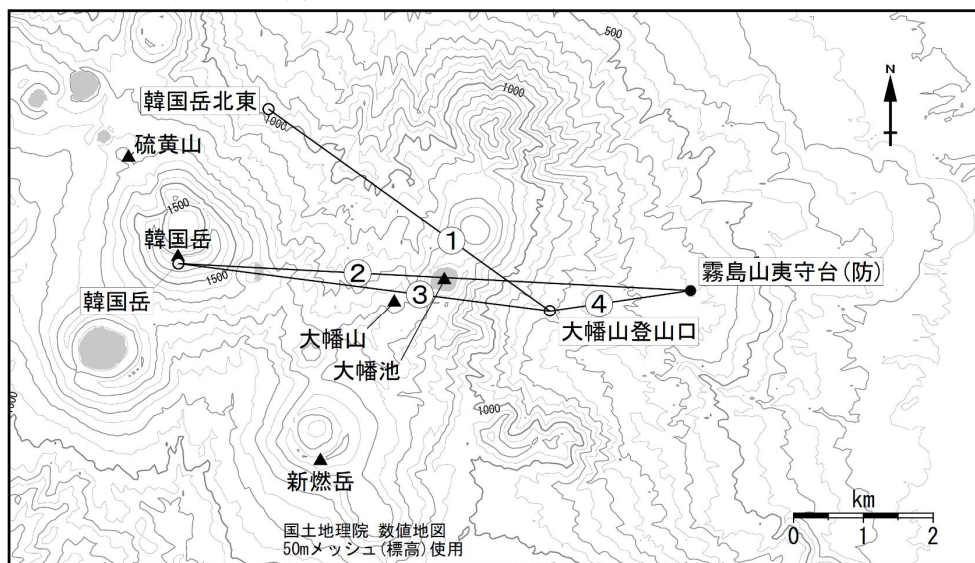 500
1000
N
韓国岳北東
1000
硫黄山
1500
韓国岳
①
②
霧島山夷守台(防)
1500
③
④
韓国岳
大幡山
大幡山登山口
大幡池
1000
1000
新燃岳
km
国土地理院 数値地図
50mメッシュ(標高)使用
0 1 2